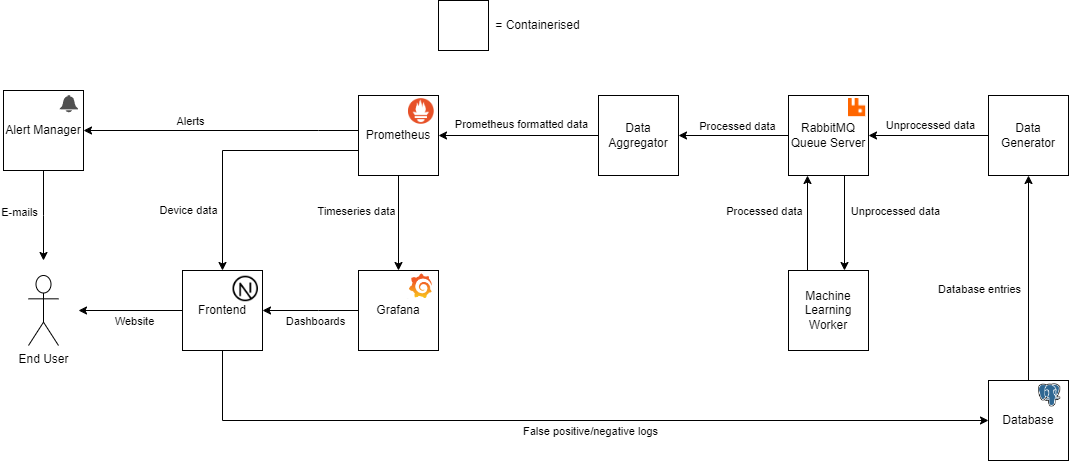 = Containerised
Alert Manager
Alerts
Prometheus
Prometheus formatted data
Data
Aggregator
Processed data
RabbitMQ
Queue Server
Unprocessed data
Data
Generator
E-mails
Device data
Timeseries data
Processed data
Unprocessed data
Database entries
End User
Website
Frontend
N
Dashboards
Grafana
Machine
Learning
Worker
Database
False positive/negative logs